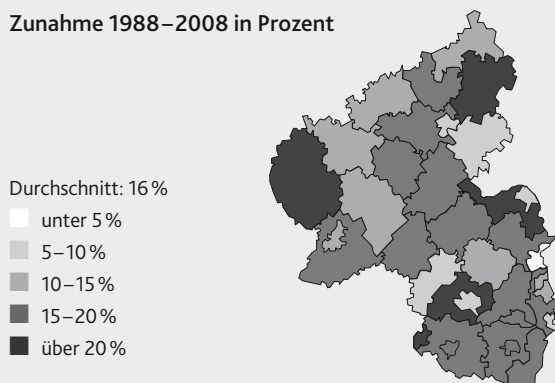 Zunahme 1988–2008 in Prozent
Durchschnitt: 16 %
unter 5 %
5–10 %
10–15 %
15–20 %
über 20 %